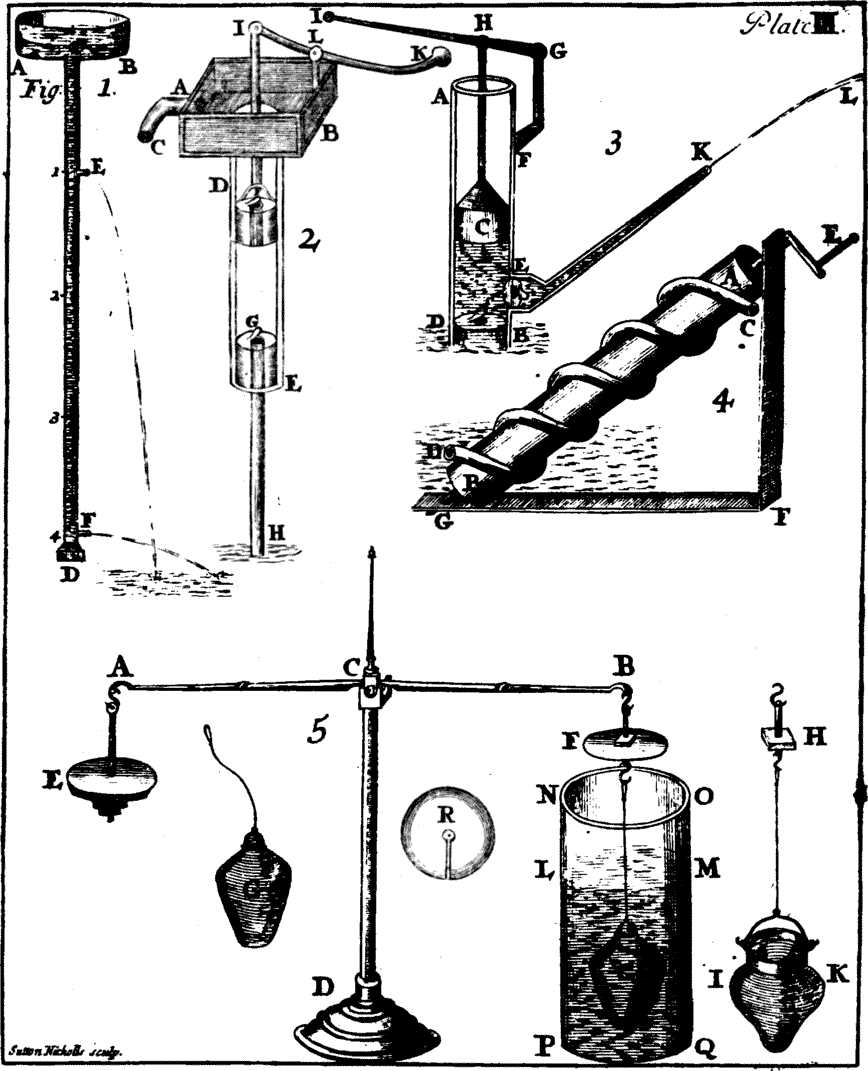 Plate III.
I H G
A B
Fig. 1.
I L K
A B C
A L
1 E
F 3 K
D
2
C
E
2
G
D B
E
A
E
C
3
4
D
B
4 F
H
G F
D
A C B
5
F H
E
N O
R
L M
G
I K
D
P Q
Sutton Nicholls sculp.